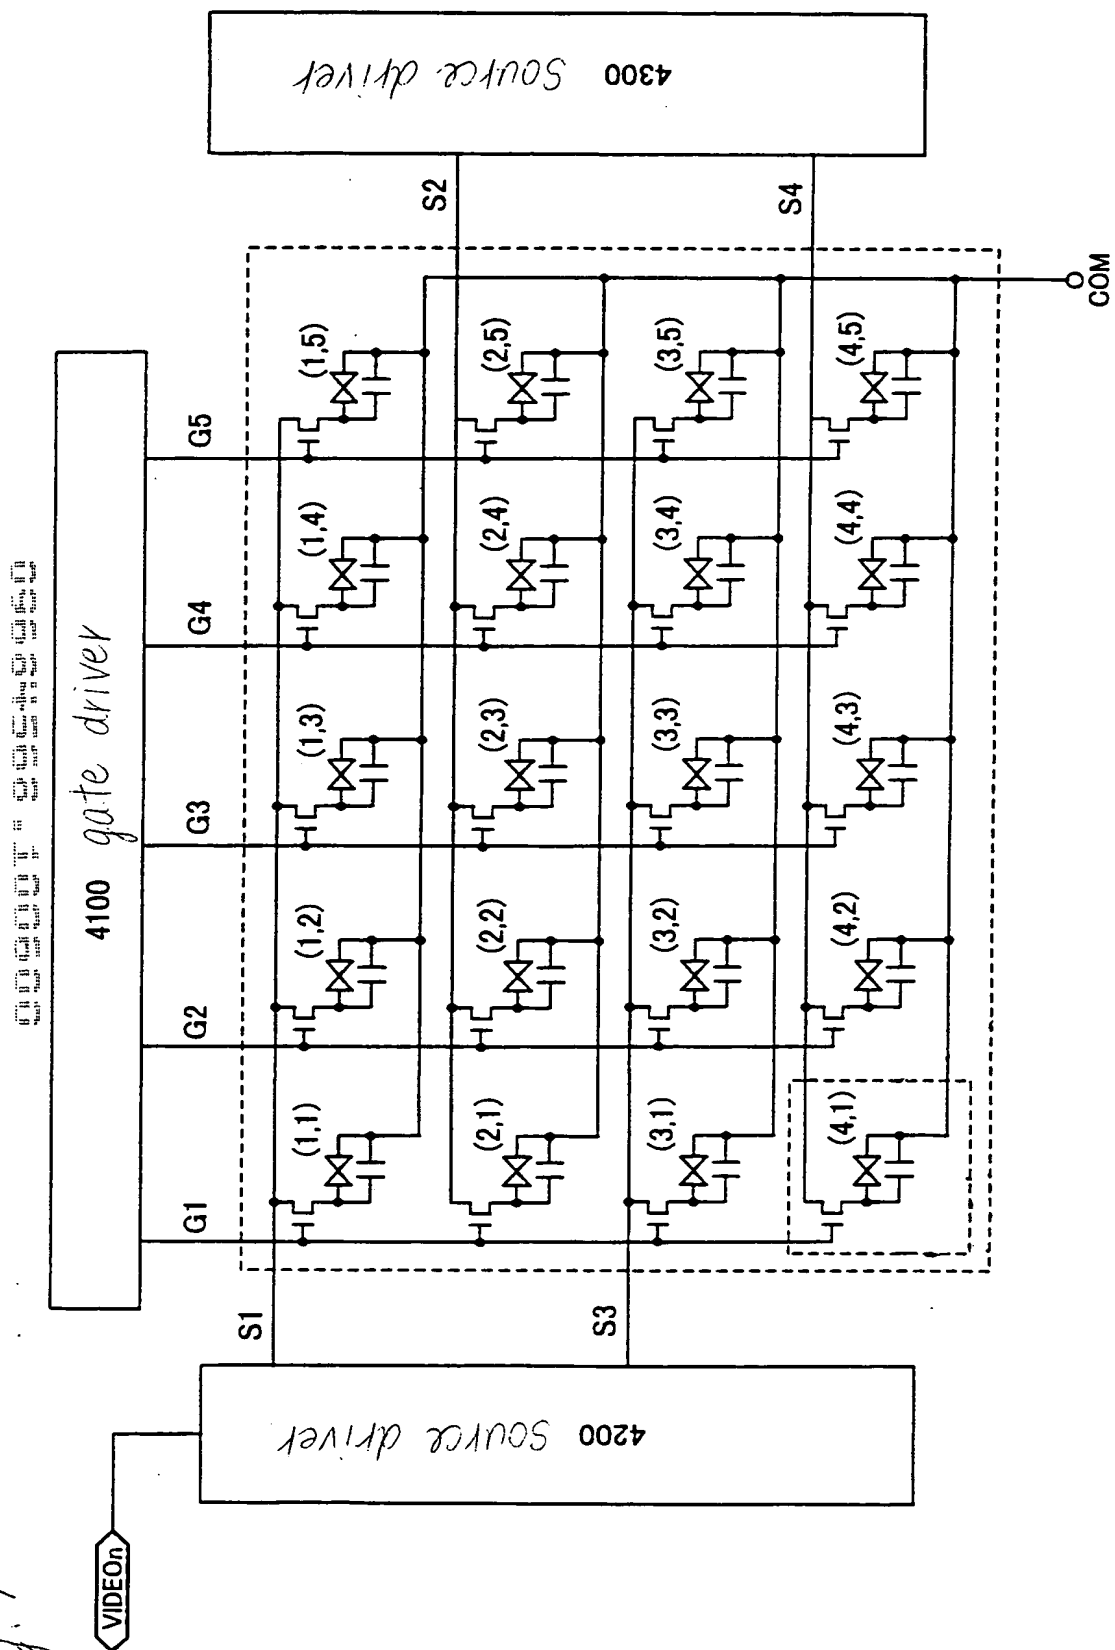 4100 gate driver
4200 source driver
4300 source driver
VIDEOn
G1
G2
G3
G4
G5
S1
S2
S3
S4
(1,1)
(1,2)
(1,3)
(1,4)
(1,5)
(2,1)
(2,2)
(2,3)
(2,4)
(2,5)
(3,1)
(3,2)
(3,3)
(3,4)
(3,5)
(4,1)
(4,2)
(4,3)
(4,4)
(4,5)
COM